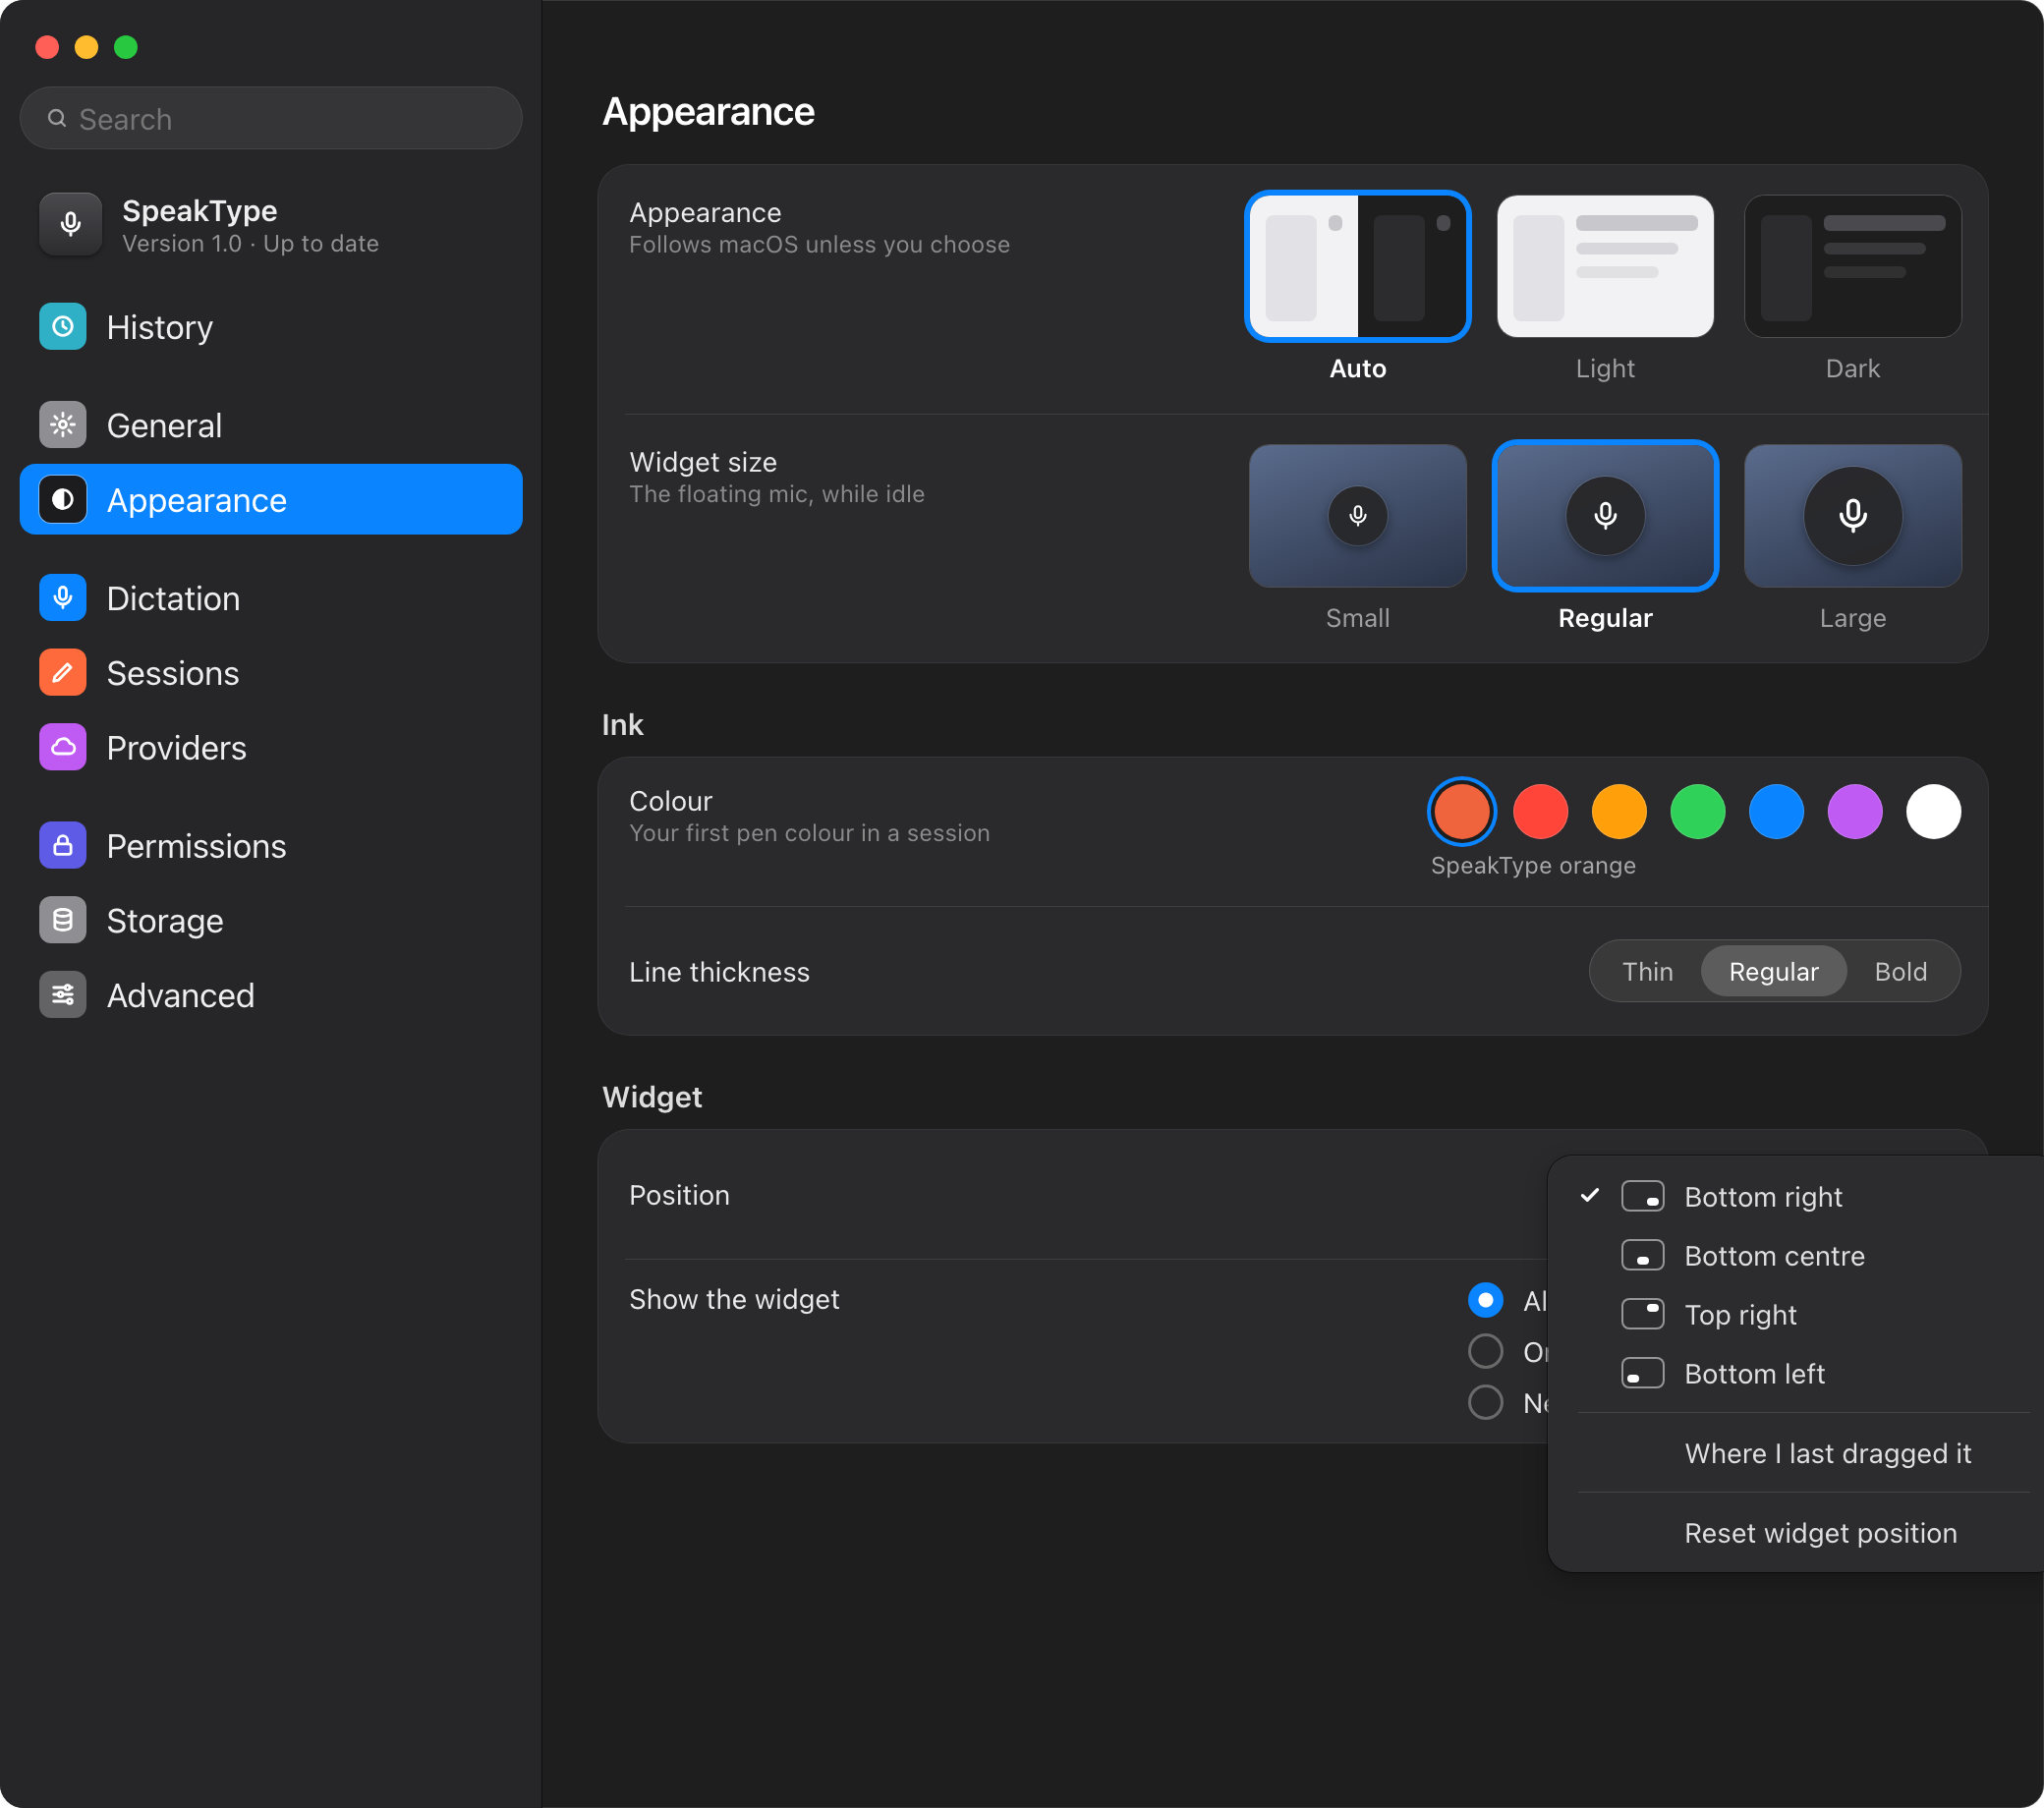 Search
SpeakType
Version 1.0 · Up to date
History
General
Appearance
Dictation
Sessions
Providers
Permissions
Storage
Advanced
Appearance
Appearance
Follows macOS unless you choose
Auto
Light
Dark
Widget size
The floating mic, while idle
Small
Regular
Large
Ink
Colour
Your first pen colour in a session
SpeakType orange
Line thickness
Thin
Regular
Bold
Widget
Position
Bottom right
Bottom centre
Top right
Bottom left
Where I last dragged it
Reset widget position
Show the widget